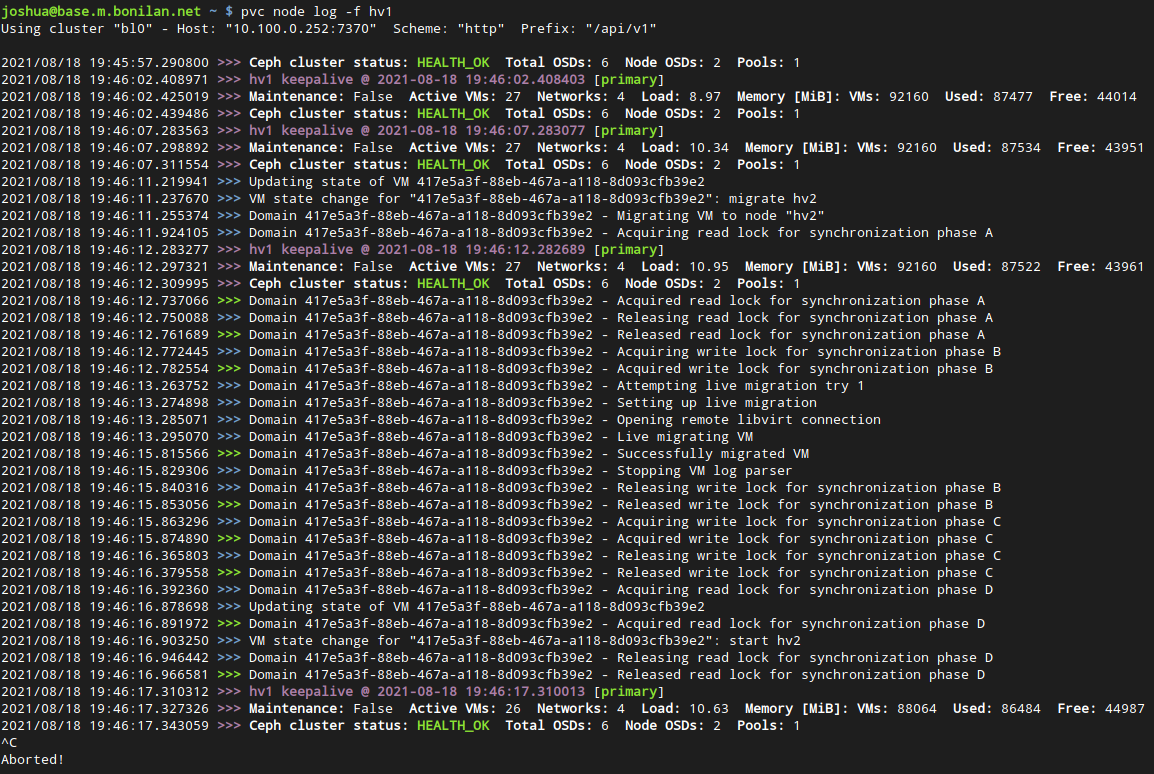 joshua@base.m.bonilan.net ~ $ pvc node log -f hv1
Using cluster "bl0" - Host: "10.100.0.252:7370"  Scheme: "http"  Prefix: "/api/v1"

2021/08/18 19:45:57.290800 >>> Ceph cluster status: HEALTH_OK  Total OSDs: 6  Node OSDs: 2  Pools: 1
2021/08/18 19:46:02.408971 >>> hv1 keepalive @ 2021-08-18 19:46:02.408403 [primary]
2021/08/18 19:46:02.425019 >>> Maintenance: False  Active VMs: 27  Networks: 4  Load: 8.97  Memory [MiB]: VMs: 92160  Used: 87477  Free: 44014
2021/08/18 19:46:02.439486 >>> Ceph cluster status: HEALTH_OK  Total OSDs: 6  Node OSDs: 2  Pools: 1
2021/08/18 19:46:07.283563 >>> hv1 keepalive @ 2021-08-18 19:46:07.283077 [primary]
2021/08/18 19:46:07.298892 >>> Maintenance: False  Active VMs: 27  Networks: 4  Load: 10.34  Memory [MiB]: VMs: 92160  Used: 87534  Free: 43951
2021/08/18 19:46:07.311554 >>> Ceph cluster status: HEALTH_OK  Total OSDs: 6  Node OSDs: 2  Pools: 1
2021/08/18 19:46:11.219941 >>> Updating state of VM 417e5a3f-88eb-467a-a118-8d093cfb39e2
2021/08/18 19:46:11.237670 >>> VM state change for "417e5a3f-88eb-467a-a118-8d093cfb39e2": migrate hv2
2021/08/18 19:46:11.255374 >>> Domain 417e5a3f-88eb-467a-a118-8d093cfb39e2 - Migrating VM to node "hv2"
2021/08/18 19:46:11.924105 >>> Domain 417e5a3f-88eb-467a-a118-8d093cfb39e2 - Acquiring read lock for synchronization phase A
2021/08/18 19:46:12.283277 >>> hv1 keepalive @ 2021-08-18 19:46:12.282689 [primary]
2021/08/18 19:46:12.297321 >>> Maintenance: False  Active VMs: 27  Networks: 4  Load: 10.95  Memory [MiB]: VMs: 92160  Used: 87522  Free: 43961
2021/08/18 19:46:12.309995 >>> Ceph cluster status: HEALTH_OK  Total OSDs: 6  Node OSDs: 2  Pools: 1
2021/08/18 19:46:12.737066 >>> Domain 417e5a3f-88eb-467a-a118-8d093cfb39e2 - Acquired read lock for synchronization phase A
2021/08/18 19:46:12.750088 >>> Domain 417e5a3f-88eb-467a-a118-8d093cfb39e2 - Releasing read lock for synchronization phase A
2021/08/18 19:46:12.761689 >>> Domain 417e5a3f-88eb-467a-a118-8d093cfb39e2 - Released read lock for synchronization phase A
2021/08/18 19:46:12.772445 >>> Domain 417e5a3f-88eb-467a-a118-8d093cfb39e2 - Acquiring write lock for synchronization phase B
2021/08/18 19:46:12.782554 >>> Domain 417e5a3f-88eb-467a-a118-8d093cfb39e2 - Acquired write lock for synchronization phase B
2021/08/18 19:46:13.263752 >>> Domain 417e5a3f-88eb-467a-a118-8d093cfb39e2 - Attempting live migration try 1
2021/08/18 19:46:13.274898 >>> Domain 417e5a3f-88eb-467a-a118-8d093cfb39e2 - Setting up live migration
2021/08/18 19:46:13.285071 >>> Domain 417e5a3f-88eb-467a-a118-8d093cfb39e2 - Opening remote libvirt connection
2021/08/18 19:46:13.295070 >>> Domain 417e5a3f-88eb-467a-a118-8d093cfb39e2 - Live migrating VM
2021/08/18 19:46:15.815566 >>> Domain 417e5a3f-88eb-467a-a118-8d093cfb39e2 - Successfully migrated VM
2021/08/18 19:46:15.829306 >>> Domain 417e5a3f-88eb-467a-a118-8d093cfb39e2 - Stopping VM log parser
2021/08/18 19:46:15.840316 >>> Domain 417e5a3f-88eb-467a-a118-8d093cfb39e2 - Releasing write lock for synchronization phase B
2021/08/18 19:46:15.853056 >>> Domain 417e5a3f-88eb-467a-a118-8d093cfb39e2 - Released write lock for synchronization phase B
2021/08/18 19:46:15.863296 >>> Domain 417e5a3f-88eb-467a-a118-8d093cfb39e2 - Acquiring write lock for synchronization phase C
2021/08/18 19:46:15.874890 >>> Domain 417e5a3f-88eb-467a-a118-8d093cfb39e2 - Acquired write lock for synchronization phase C
2021/08/18 19:46:16.365803 >>> Domain 417e5a3f-88eb-467a-a118-8d093cfb39e2 - Releasing write lock for synchronization phase C
2021/08/18 19:46:16.379558 >>> Domain 417e5a3f-88eb-467a-a118-8d093cfb39e2 - Released write lock for synchronization phase C
2021/08/18 19:46:16.392360 >>> Domain 417e5a3f-88eb-467a-a118-8d093cfb39e2 - Acquiring read lock for synchronization phase D
2021/08/18 19:46:16.878698 >>> Updating state of VM 417e5a3f-88eb-467a-a118-8d093cfb39e2
2021/08/18 19:46:16.891972 >>> Domain 417e5a3f-88eb-467a-a118-8d093cfb39e2 - Acquired read lock for synchronization phase D
2021/08/18 19:46:16.903250 >>> VM state change for "417e5a3f-88eb-467a-a118-8d093cfb39e2": start hv2
2021/08/18 19:46:16.946442 >>> Domain 417e5a3f-88eb-467a-a118-8d093cfb39e2 - Releasing read lock for synchronization phase D
2021/08/18 19:46:16.966581 >>> Domain 417e5a3f-88eb-467a-a118-8d093cfb39e2 - Released read lock for synchronization phase D
2021/08/18 19:46:17.310312 >>> hv1 keepalive @ 2021-08-18 19:46:17.310013 [primary]
2021/08/18 19:46:17.327326 >>> Maintenance: False  Active VMs: 26  Networks: 4  Load: 10.63  Memory [MiB]: VMs: 88064  Used: 86484  Free: 44987
2021/08/18 19:46:17.343059 >>> Ceph cluster status: HEALTH_OK  Total OSDs: 6  Node OSDs: 2  Pools: 1
^C
Aborted!